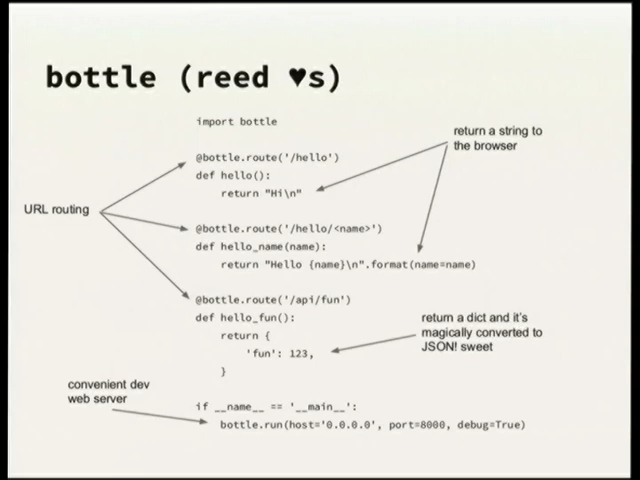 bottle (reed ♥s)
import bottle
@bottle.route('/hello')
def hello():
    return "Hi\n"
@bottle.route('/hello/<name>')
def hello_name(name):
    return "Hello {name}\n".format(name=name)
@bottle.route('/api/fun')
def hello_fun():
    return {
        'fun': 123,
    }
if __name__ == '__main__':
    bottle.run(host='0.0.0.0', port=8000, debug=True)
URL routing
return a string to
the browser
return a dict and it's
magically converted to
JSON! sweet
convenient dev
web server